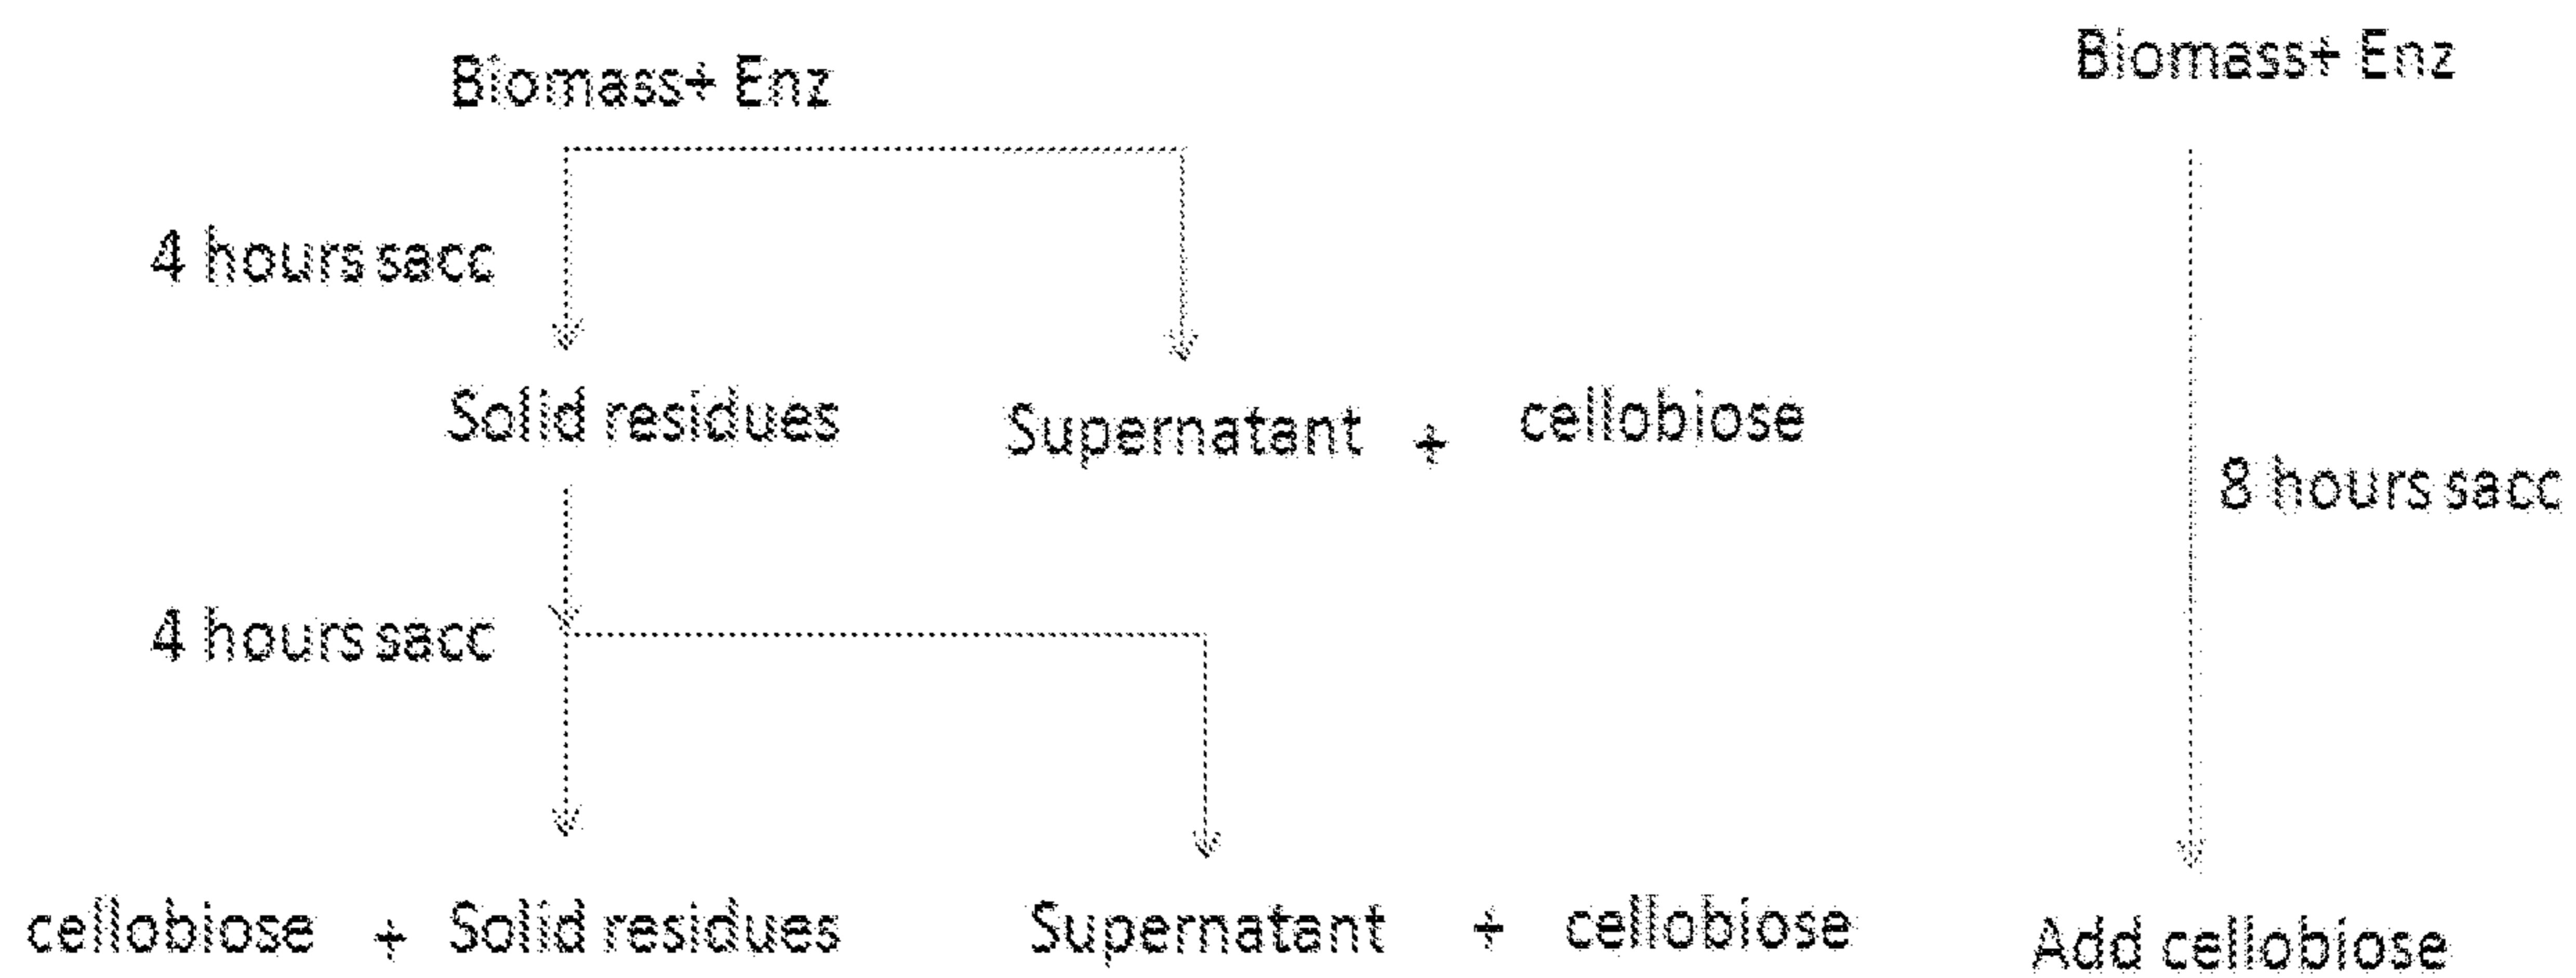 Biomass+ Enz
4 hours sacc
Solid residues
Supernatant + cellobiose
4 hours sacc
cellobiose + Solid residues
Supernatant + cellobiose
Biomass+ Enz
8 hours sacc
Add cellobiose